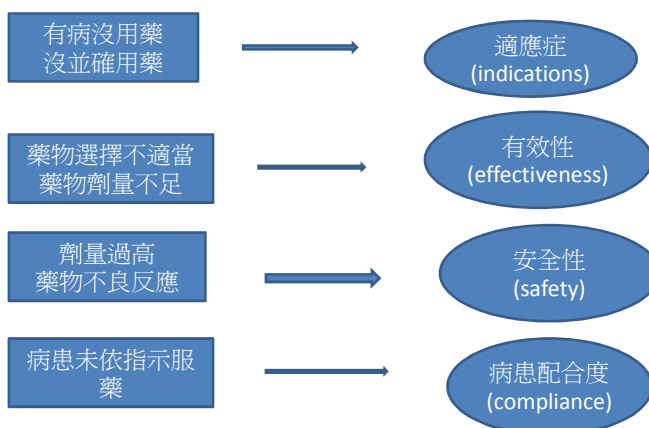 有病沒用藥
沒並確用藥
適應症
(indications)
藥物選擇不適當
藥物劑量不足
有效性
(effectiveness)
劑量過高
藥物不良反應
安全性
(safety)
病患未依指示服
藥
病患配合度
(compliance)